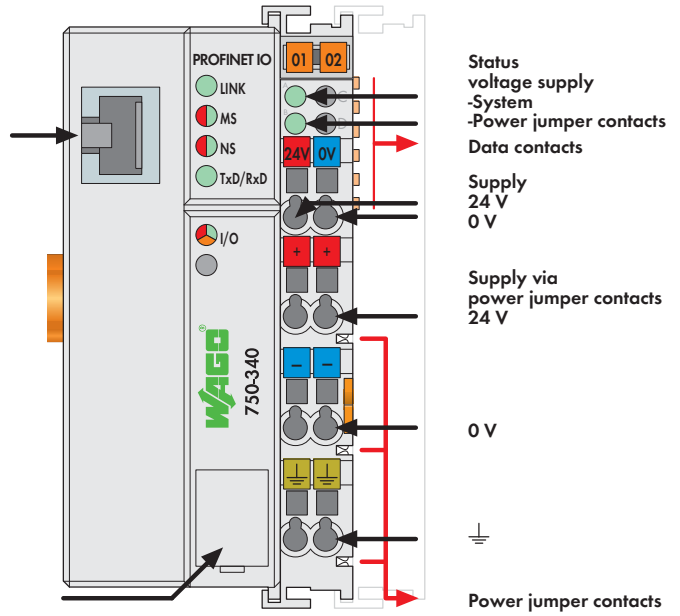 PROFINET IO
LINK
MS
NS
TxD/RxD
I/O
WAGO®
750-340
01 02
A C
B D
24V 0V
+ +
– –
Status
voltage supply
-System
-Power jumper contacts
Data contacts
Supply
24 V
0 V
Supply via
power jumper contacts
24 V
0 V
Power jumper contacts